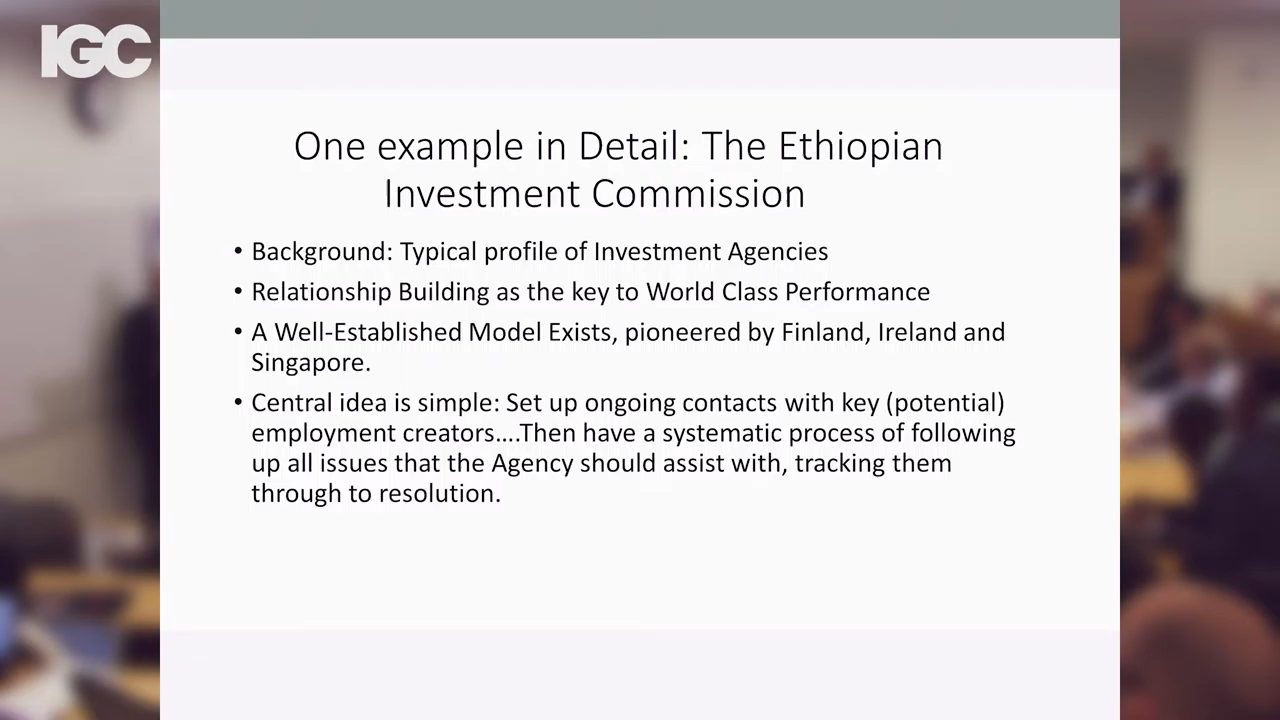 IGC
One example in Detail: The Ethiopian
Investment Commission
• Background: Typical profile of Investment Agencies
• Relationship Building as the key to World Class Performance
• A Well-Established Model Exists, pioneered by Finland, Ireland and
Singapore.
• Central idea is simple: Set up ongoing contacts with key (potential)
employment creators….Then have a systematic process of following
up all issues that the Agency should assist with, tracking them
through to resolution.